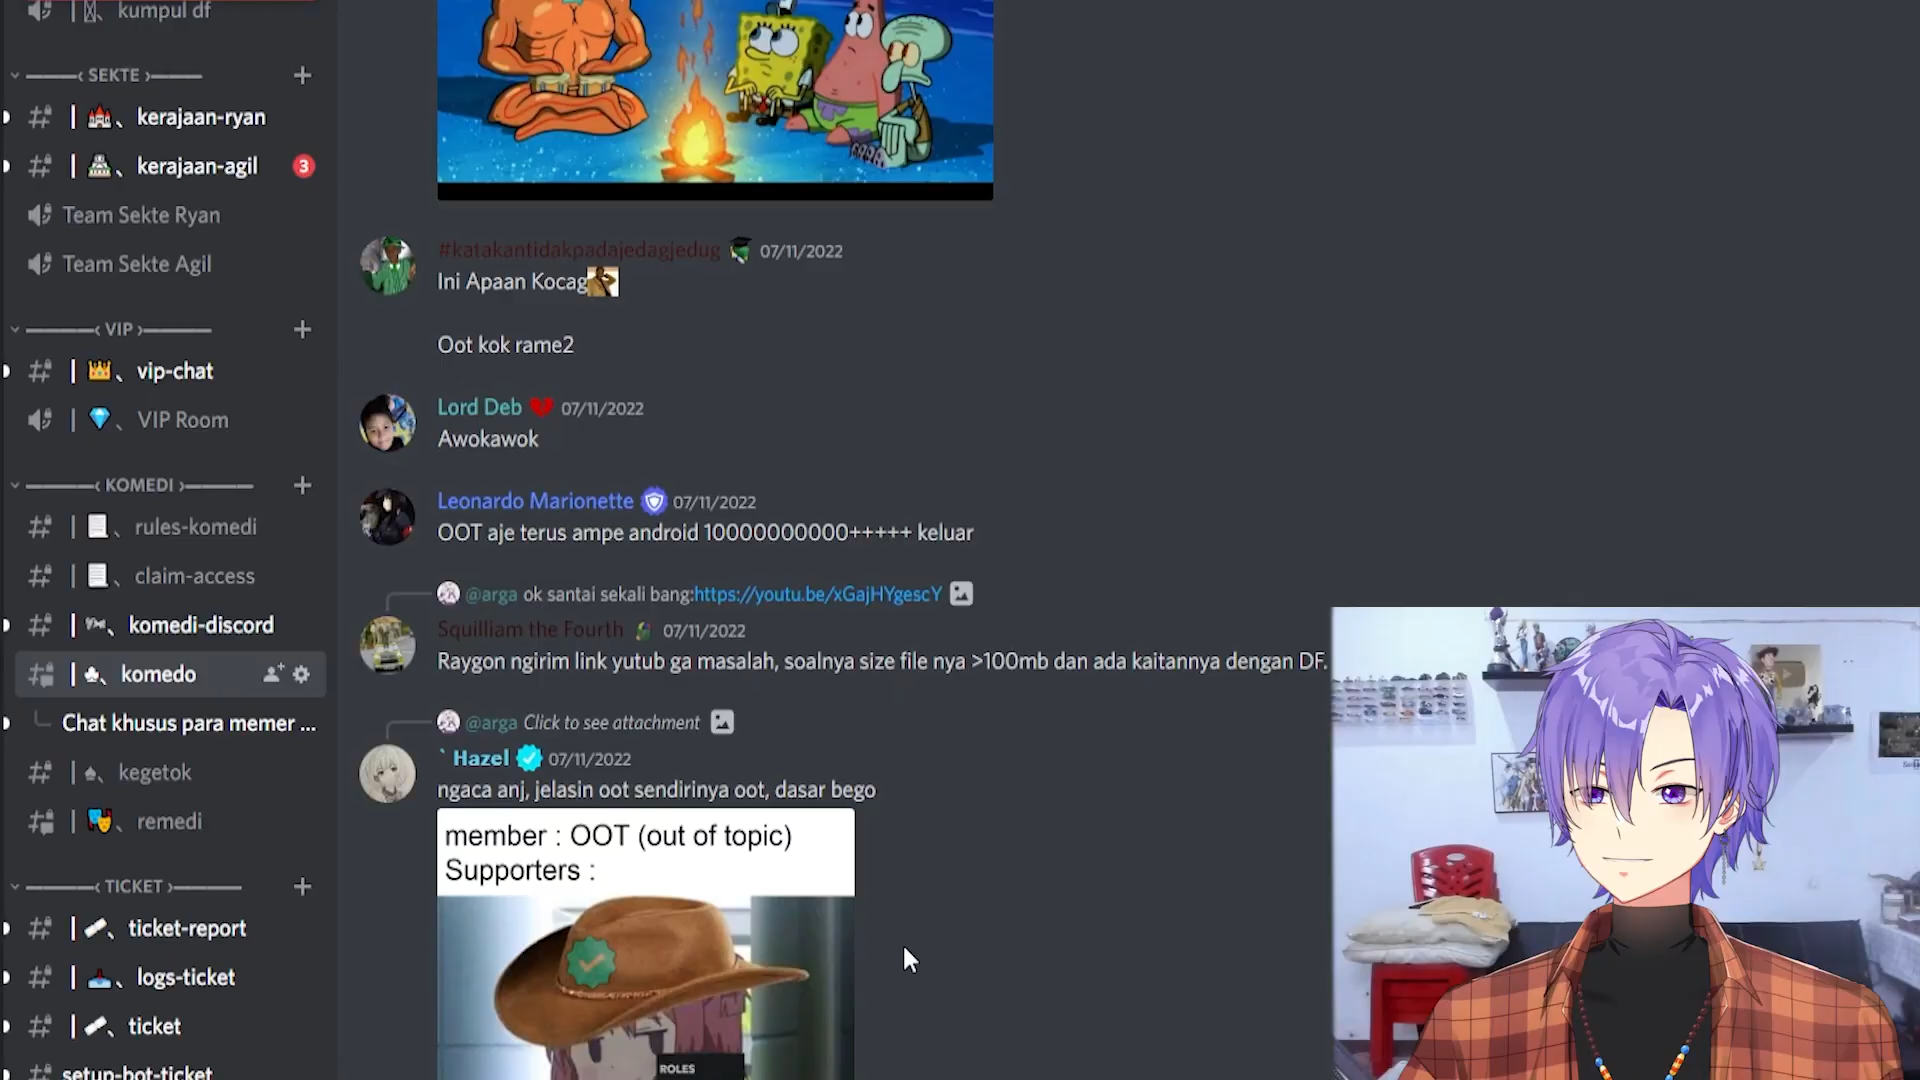 kumpul df
SEKTE
kerajaan-ryan
kerajaan-agil 3
Team Sekte Ryan
Team Sekte Agil
VIP
vip-chat
VIP Room
KOMEDI
rules-komedi
claim-access
komedi-discord
komedo
Chat khusus para memer ...
kegetok
remedi
TICKET
ticket-report
logs-ticket
ticket
setup-bot-ticket
#katakantidakpadajedagjedug 07/11/2022
Ini Apaan Kocag
Oot kok rame2
Lord Deb 07/11/2022
Awokawok
Leonardo Marionette 07/11/2022
OOT aje terus ampe android 10000000000+++++ keluar
@arga ok santai sekali bang:https://youtu.be/xGajHYgescY
Squilliam the Fourth 07/11/2022
Raygon ngirim link yutub ga masalah, soalnya size file nya >100mb dan ada kaitannya dengan DF.
@arga Click to see attachment
` Hazel 07/11/2022
ngaca anj, jelasin oot sendirinya oot, dasar bego
member : OOT (out of topic)
Supporters :
ROLES